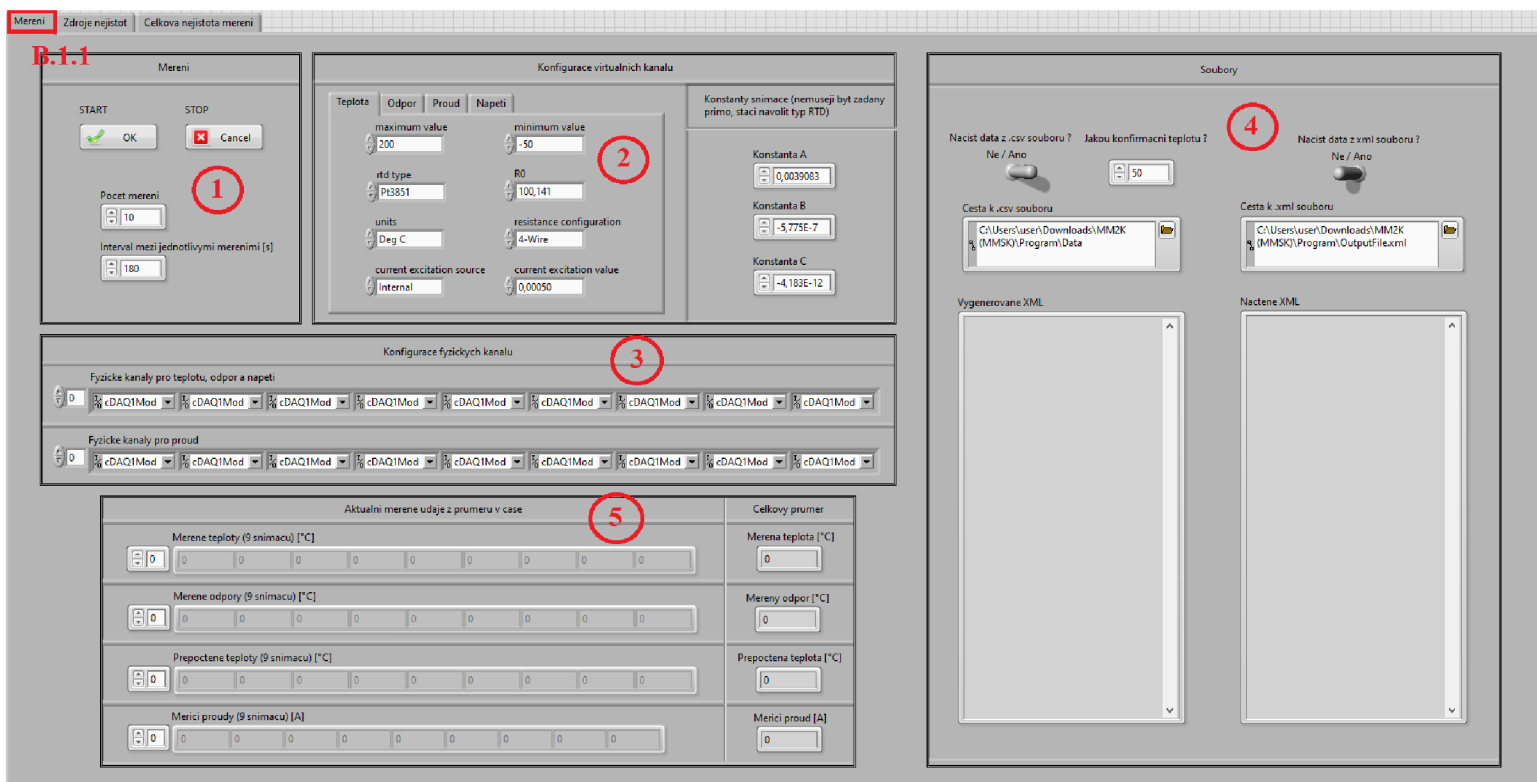 Mereni Zdroje nejistot Celkova nejistota mereni
B.1.1
Mereni
START STOP
OK Cancel
1
Pocet mereni
10
Interval mezi jednotlivymi merenimi [s]
180
Konfigurace virtualnich kanalu
Teplota Odpor Proud Napeti
maximum value minimum value
200 -50
2
rtd type R0
Pt3851 100,141
units resistance configuration
Deg C 4-Wire
current excitation source current excitation value
Internal 0,00050
Konstanty snimace (nemuseji byt zadany
primo, staci navolit typ RTD)
Konstanta A
0,0039083
Konstanta B
-5,775E-7
Konstanta C
-4,183E-12
Konfigurace fyzickych kanalu
3
Fyzicke kanaly pro teplotu, odpor a napeti
0 cDAQ1Mod cDAQ1Mod cDAQ1Mod cDAQ1Mod cDAQ1Mod cDAQ1Mod cDAQ1Mod cDAQ1Mod cDAQ1Mod
Fyzicke kanaly pro proud
0 cDAQ1Mod cDAQ1Mod cDAQ1Mod cDAQ1Mod cDAQ1Mod cDAQ1Mod cDAQ1Mod cDAQ1Mod cDAQ1Mod
Aktualni merene udaje z prumeru v case 5 Celkovy prumer
Merene teploty (9 snimacu) [°C] Merena teplota [°C]
0 0 0 0 0 0 0 0 0 0 0
Merene odpory (9 snimacu) [°C] Mereny odpor [°C]
0 0 0 0 0 0 0 0 0 0 0
Prepoctene teploty (9 snimacu) [°C] Prepoctena teplota [°C]
0 0 0 0 0 0 0 0 0 0 0
Merici proudy (9 snimacu) [A] Merici proud [A]
0 0 0 0 0 0 0 0 0 0 0
Soubory
4
Nacist data z .csv souboru ? Jakou konfirmacni teplotu ? Nacist data z xml souboru ?
Ne / Ano 50 Ne / Ano
Cesta k .csv souboru Cesta k .xml souboru
C:\Users\user\Downloads\MM2K
(MMSK)\Program\Data
C:\Users\user\Downloads\MM2K
(MMSK)\Program\OutputFile.xml
Vygenerovane XML Nactene XML